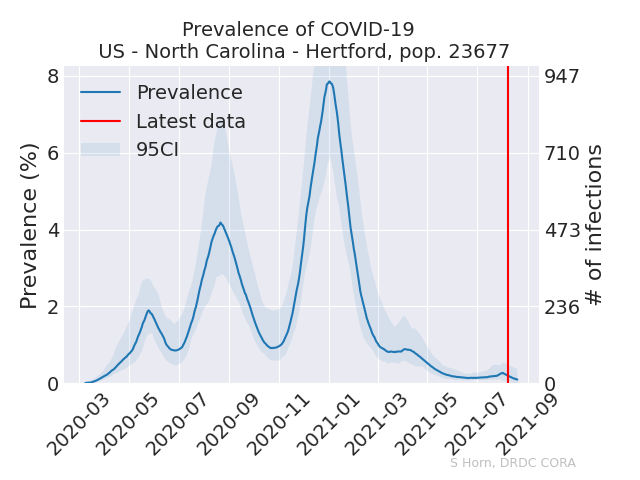 Prevalence of COVID-19
US - North Carolina - Hertford, pop. 23677
Prevalence
Latest data
95CI
Prevalence (%)
8
6
4
2
0
947
710
473
236
0
# of infections
2020-03
2020-05
2020-07
2020-09
2020-11
2021-01
2021-03
2021-05
2021-07
2021-09
S Horn, DRDC CORA